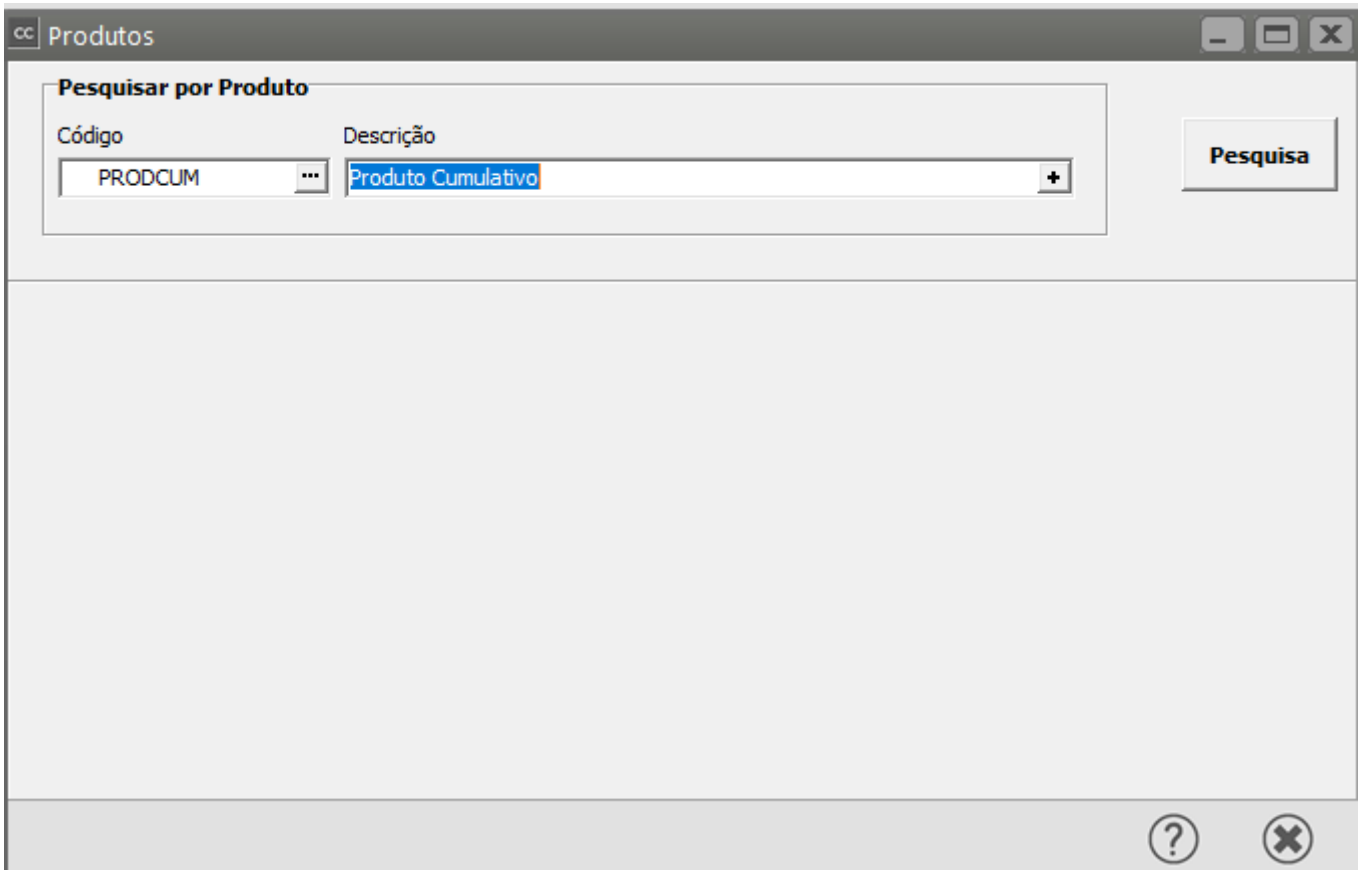 CC Produtos
Pesquisar por Produto
Código Descrição
PRODCUM ... Produto Cumulativo +
Pesquisa
?